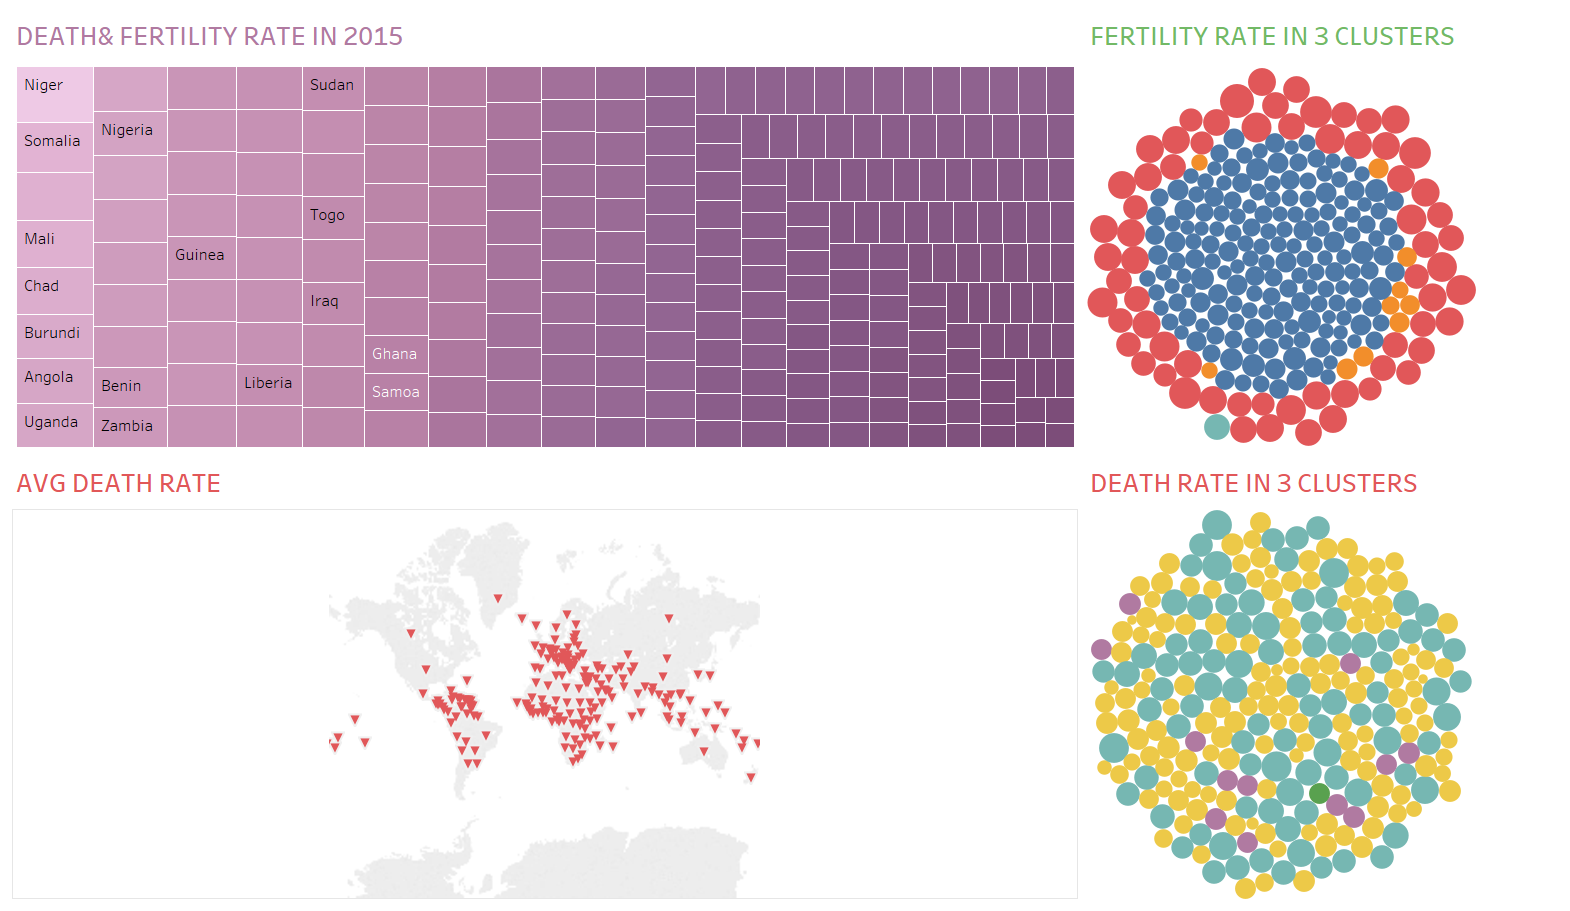 DEATH& FERTILITY RATE IN 2015
FERTILITY RATE IN 3 CLUSTERS
Niger
Somalia
Mali
Chad
Burundi
Angola
Uganda
Nigeria
Benin
Zambia
Guinea
Liberia
Sudan
Togo
Iraq
Ghana
Samoa
AVG DEATH RATE
DEATH RATE IN 3 CLUSTERS